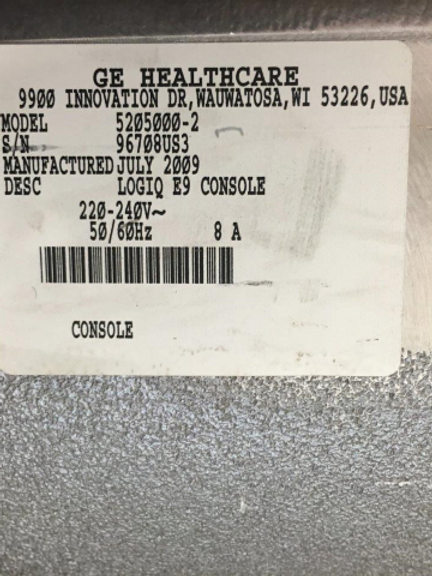 GE HEALTHCARE
9900 INNOVATION DR,WAUWATOSA,WI 53226,USA
MODEL 5205000-2
S/N 96708US3
MANUFACTURED JULY 2009
DESC LOGIQ E9 CONSOLE
220-240V~
50/60Hz 8 A
CONSOLE